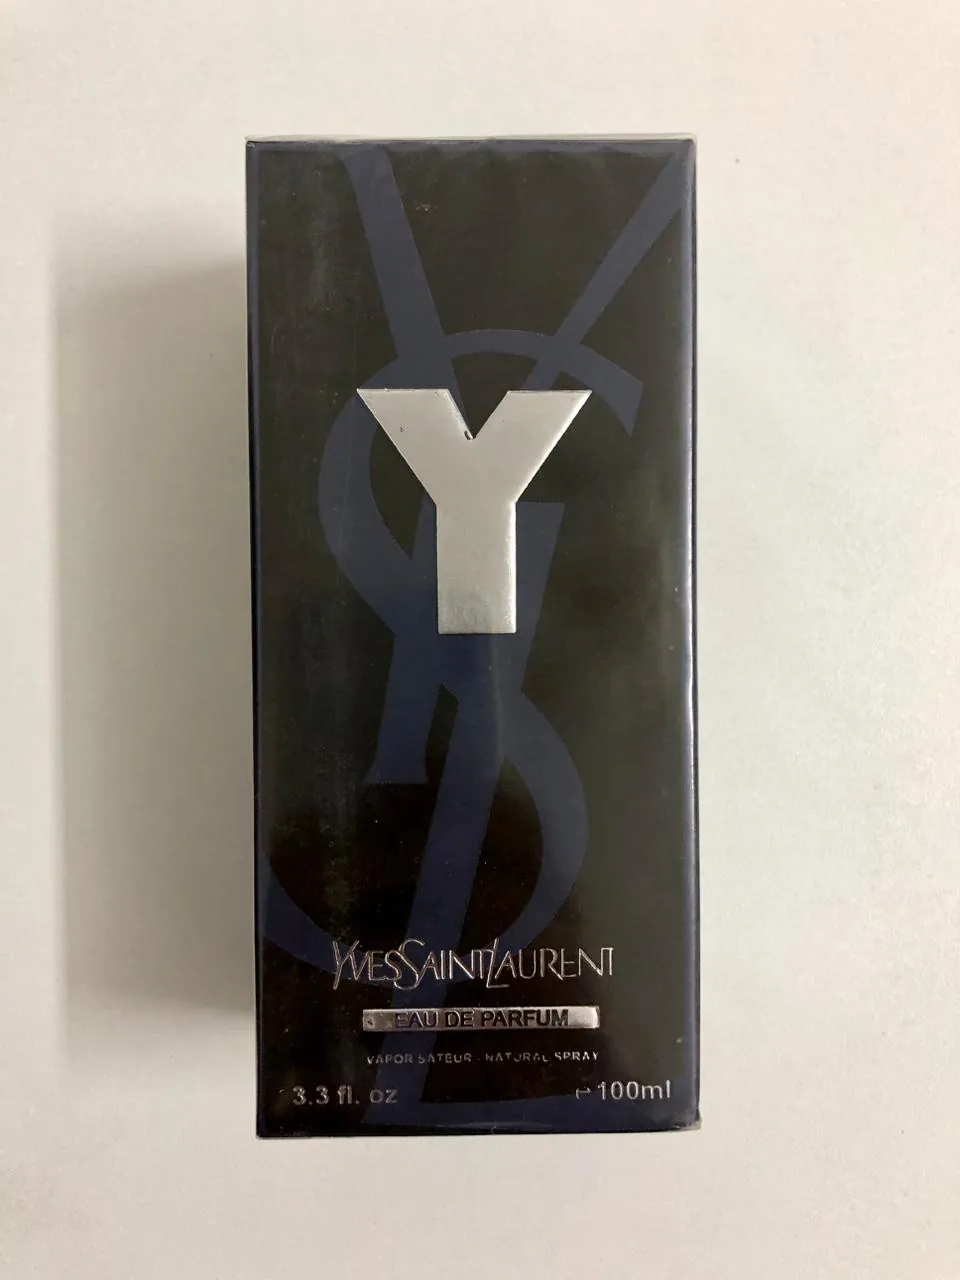 Y
YVESSAINTLAURENT
EAU DE PARFUM
VAPORISATEUR - NATURAL SPRAY
3.3 fl. oz ℮100ml